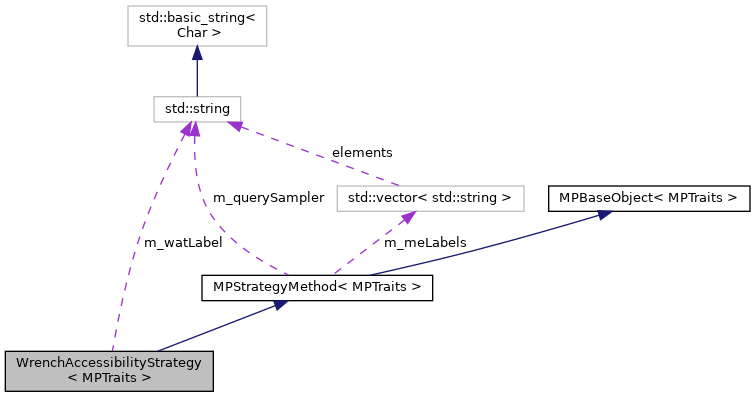 std::basic_string<
Char >
std::string
elements
m_querySampler
std::vector< std::string >
MPBaseObject< MPTraits >
m_watLabel
m_meLabels
MPStrategyMethod< MPTraits >
WrenchAccessibilityStrategy
< MPTraits >